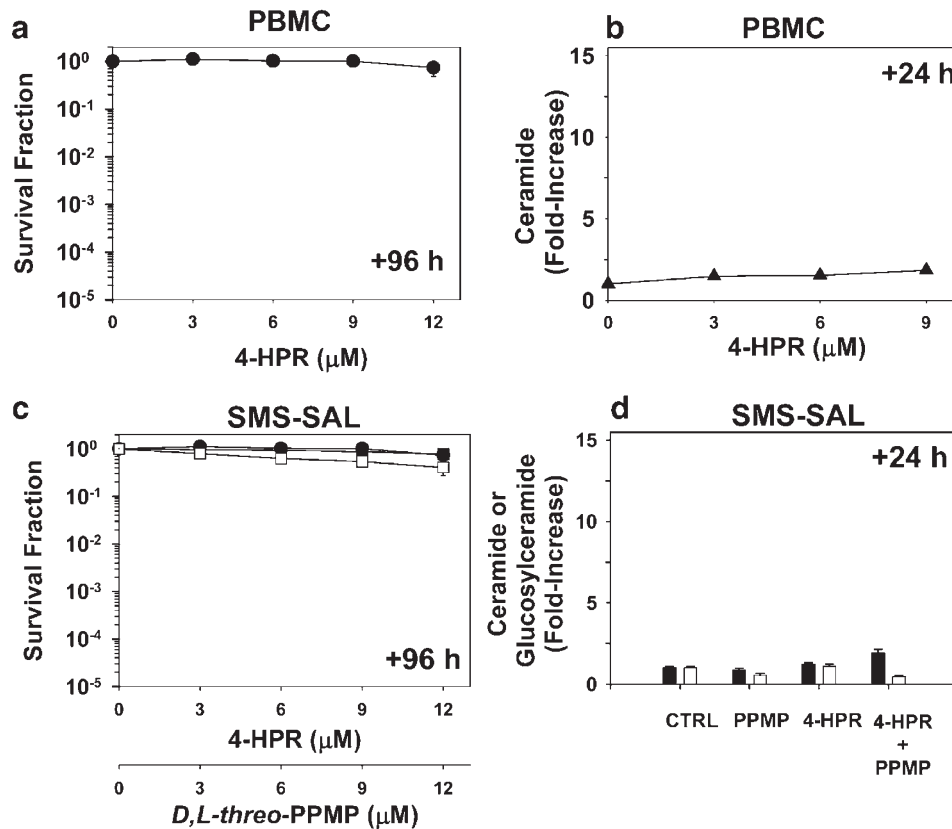 a
PBMC
Survival Fraction
10^0
10^-1
10^-2
10^-3
10^-4
10^-5
+96 h
0 3 6 9 12
4-HPR (μM)
b
PBMC
Ceramide
(Fold-Increase)
15
10
5
0
+24 h
0 3 6 9
4-HPR (μM)
c
SMS-SAL
Survival Fraction
10^0
10^-1
10^-2
10^-3
10^-4
10^-5
+96 h
0 3 6 9 12
4-HPR (μM)
0 3 6 9 12
D,L-threo-PPMP (μM)
d
SMS-SAL
Ceramide or
Glucosylceramide
(Fold-Increase)
15
10
5
0
+24 h
CTRL PPMP 4-HPR 4-HPR
+
PPMP